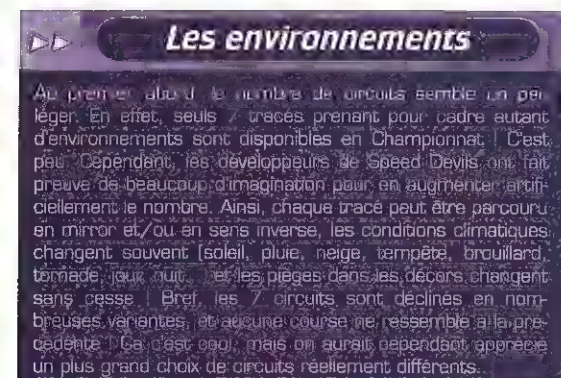 Les environnements
Au premier abord le nombre de circuits semble un peu
léger. En effet, seuls 7 tracés prenant pour cadre autant
d'environnements sont disponibles en Championnat ! C'est
peu. Cependant, les développeurs de Speed Devils ont fait
preuve de beaucoup d'imagination pour en augmenter artifi-
ciellement le nombre. Ainsi, chaque tracé peut être parcouru
en mirror et/ou en sens inverse, les conditions climatiques
changent souvent (soleil, pluie, neige, tempête, brouillard,
tornade, jour, nuit... et les pièges dans les décors changent
sans cesse ! Bref, les 7 circuits sont déclinés en nom-
breuses variantes, et aucune course ne ressemble à la pré-
cédente ! Ca c'est cool, mais on aurait cependant apprécié
un plus grand choix de circuits réellement différents...